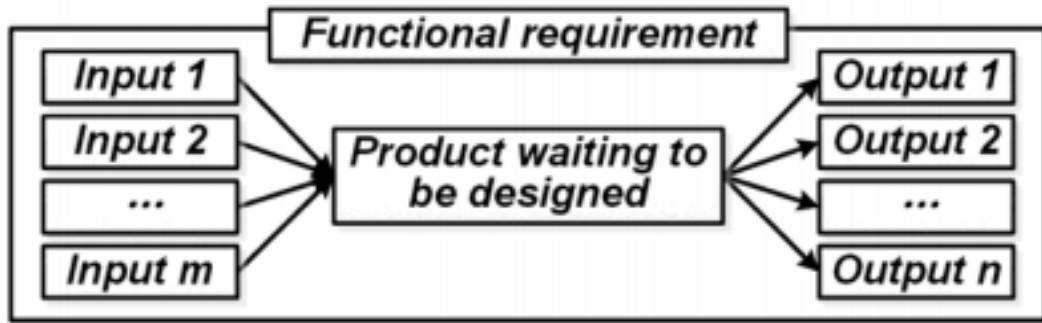 Functional requirement
Input 1
Input 2
...
Input m
Product waiting to
be designed
Output 1
Output 2
...
Output n